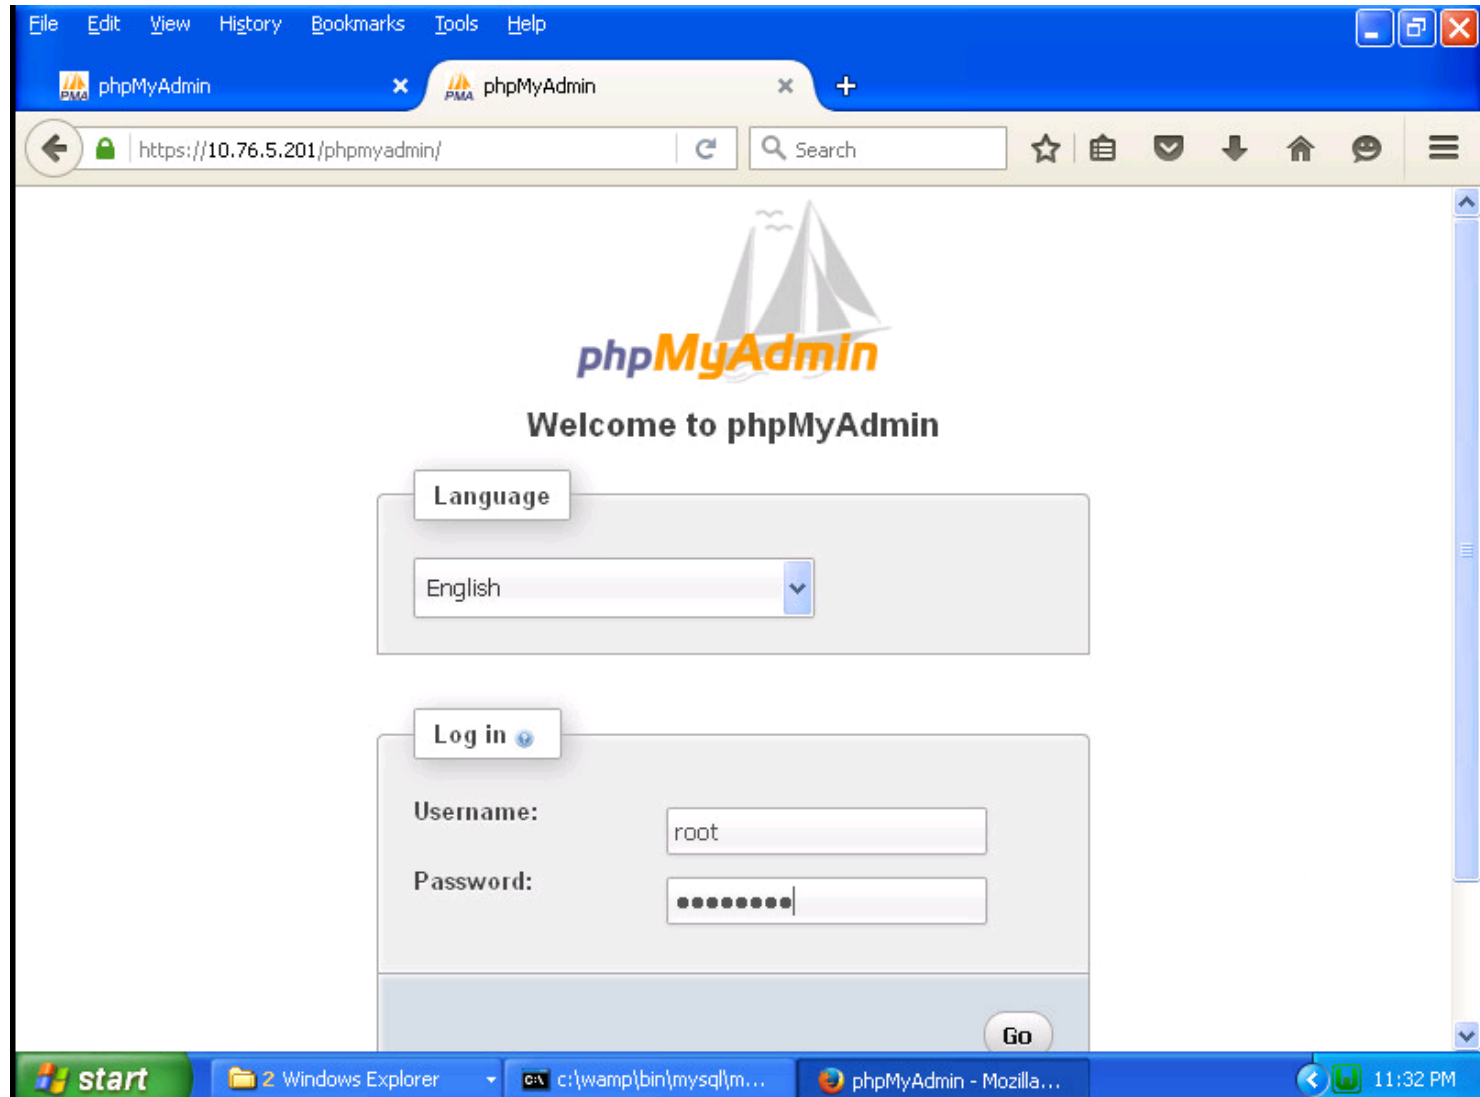 File Edit View History Bookmarks Tools Help
phpMyAdmin
phpMyAdmin
https://10.76.5.201/phpmyadmin/
Search
phpMyAdmin
Welcome to phpMyAdmin
Language
English
Log in
Username:
root
Password:
Go
start
2 Windows Explorer
c:\wamp\bin\mysql\m...
phpMyAdmin - Mozilla...
11:32 PM